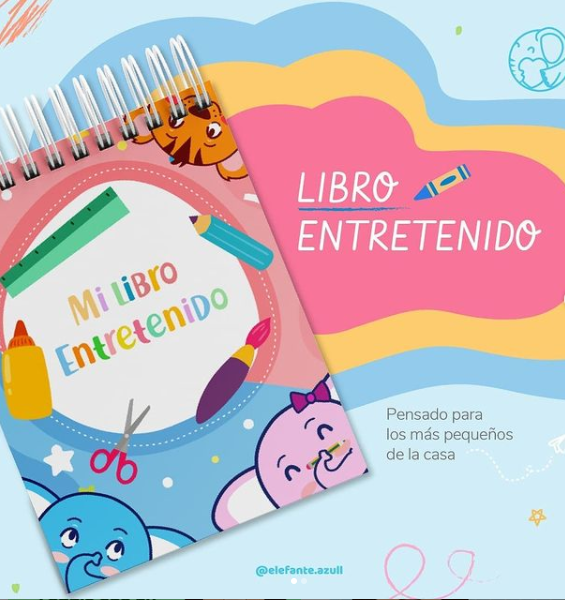 LIBRO
ENTRETENIDO
Mi LiBRO
EntreteniDO
Pensado para
los más pequeños
de la casa
@elefante.azull